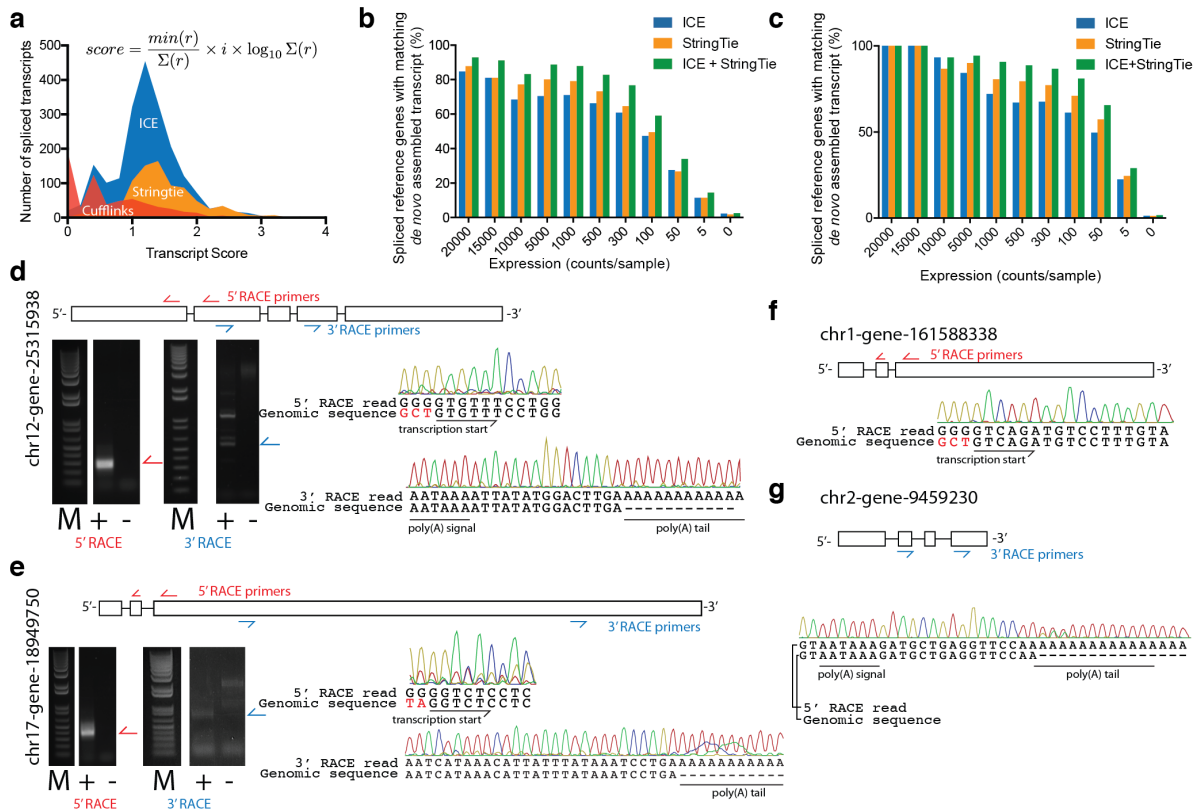 a
score = min(r) / Σ(r) × i × log10 Σ(r)
Number of spliced transcripts
500
400
300
200
100
0
ICE
Stringtie
Cufflinks
0
1
2
3
4
Transcript Score
b
ICE
StringTie
ICE + StringTie
Spliced reference genes with matching
de novo assembled transcript (%)
100
80
60
40
20
0
20000
15000
10000
5000
1000
500
300
100
50
5
0
Expression (counts/sample)
c
ICE
StringTie
ICE+StringTie
Spliced reference genes with matching
de novo assembled transcript (%)
100
50
0
20000
15000
10000
5000
1000
500
300
100
50
5
0
Expression (counts/sample)
d
chr12-gene-25315938
5'-
-3'
5' RACE primers
3' RACE primers
M + -
5' RACE
M + -
3' RACE
5' RACE read GGGGTGTTTCCTGG
Genomic sequence GCTGTGTTTCCTGG
transcription start
3' RACE read AATAAAATTATATGGACTTGAAAAAAAAAAAAA
Genomic sequence AATAAAATTATATGGACTTGA------------
poly(A) signal
poly(A) tail
e
chr17-gene-18949750
5'-
-3'
5' RACE primers
3' RACE primers
M + -
5' RACE
M + -
3' RACE
5' RACE read GGGGTCTCCTC
Genomic sequence TAGGTCTCCTC
transcription start
3' RACE read AATCATAAACATTATTTATAAATCCTGAAAAAAAAAAA
Genomic sequence AATCATAAACATTATTTATAAATCCTGA----------
poly(A) tail
f
chr1-gene-161588338
5'-
-3'
5' RACE primers
5' RACE read GGGGTCAGATGTCCTTTGTA
Genomic sequence GCTGTCAGATGTCCTTTGTA
transcription start
g
chr2-gene-9459230
5'-
-3'
3' RACE primers
GTAATAAAGATGCTGAGGTTCCAAAAAAAAAAAAAAAAA
GTAATAAAGATGCTGAGGTTCCAA---------------
poly(A) signal
poly(A) tail
5' RACE read
Genomic sequence